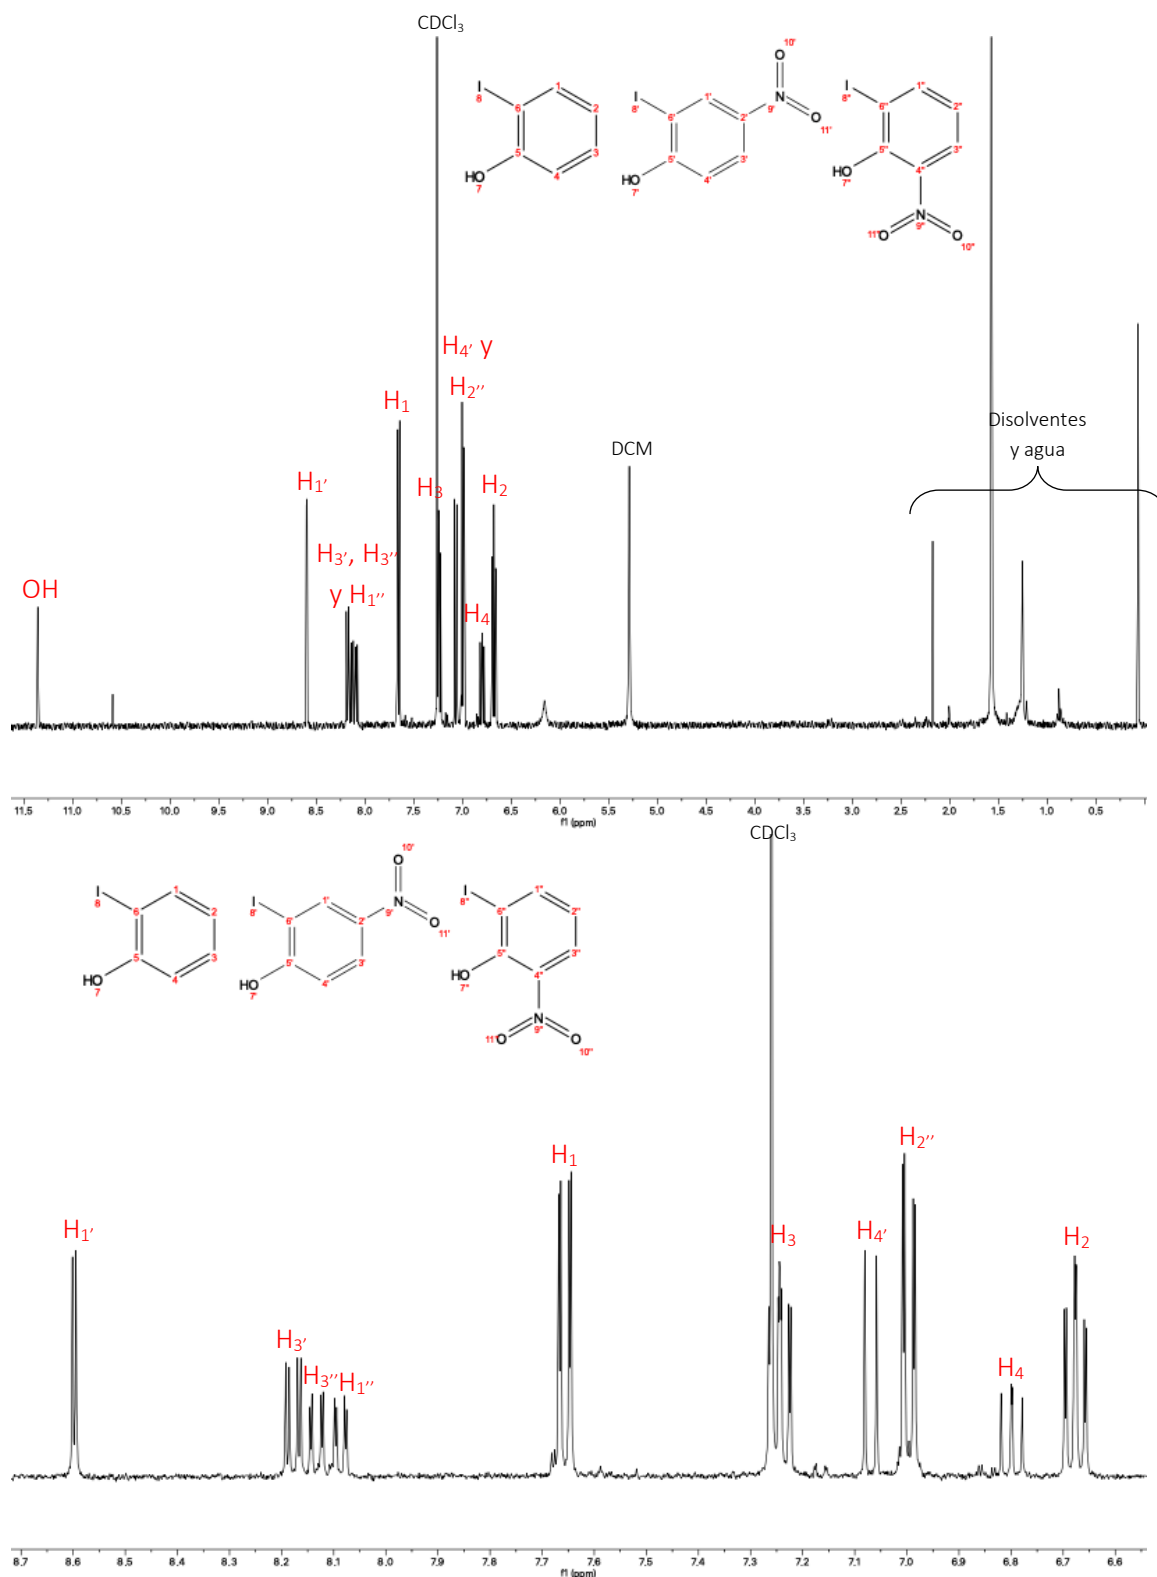 CDCl₃
10'
O
I
8
1
6
2
5
3
HO
7
4
I
8'
1'
N
9'
O
11'
6'
2'
5'
3'
HO
7'
4'
I
8"
1"
6"
2"
5"
3"
HO
7"
4"
N
9"
11"
O
O
10"
H₄' y
H₂''
H₁
Disolventes
y agua
DCM
H₁'
H₃
H₂
H₃', H₃''
y H₁''
OH
H₄
11.5 11.0 10.5 10.0 9.5 9.0 8.5 8.0 7.5 7.0 6.5 6.0 5.5 5.0 4.5 4.0 3.5 3.0 2.5 2.0 1.5 1.0 0.5
f1 (ppm)
CDCl₃
10'
O
I
8
1
6
2
5
3
HO
7
4
I
8'
1'
N
9'
O
11'
6'
2'
5'
3'
HO
7'
4'
I
8"
1"
6"
2"
5"
3"
HO
7"
4"
N
9"
11"
O
O
10"
H₁
H₂''
H₁'
H₃
H₄'
H₂
H₃'
H₃''
H₁''
H₄
8.7 8.6 8.5 8.4 8.3 8.2 8.1 8.0 7.9 7.8 7.7 7.6 7.5 7.4 7.3 7.2 7.1 7.0 6.9 6.8 6.7 6.6
f1 (ppm)